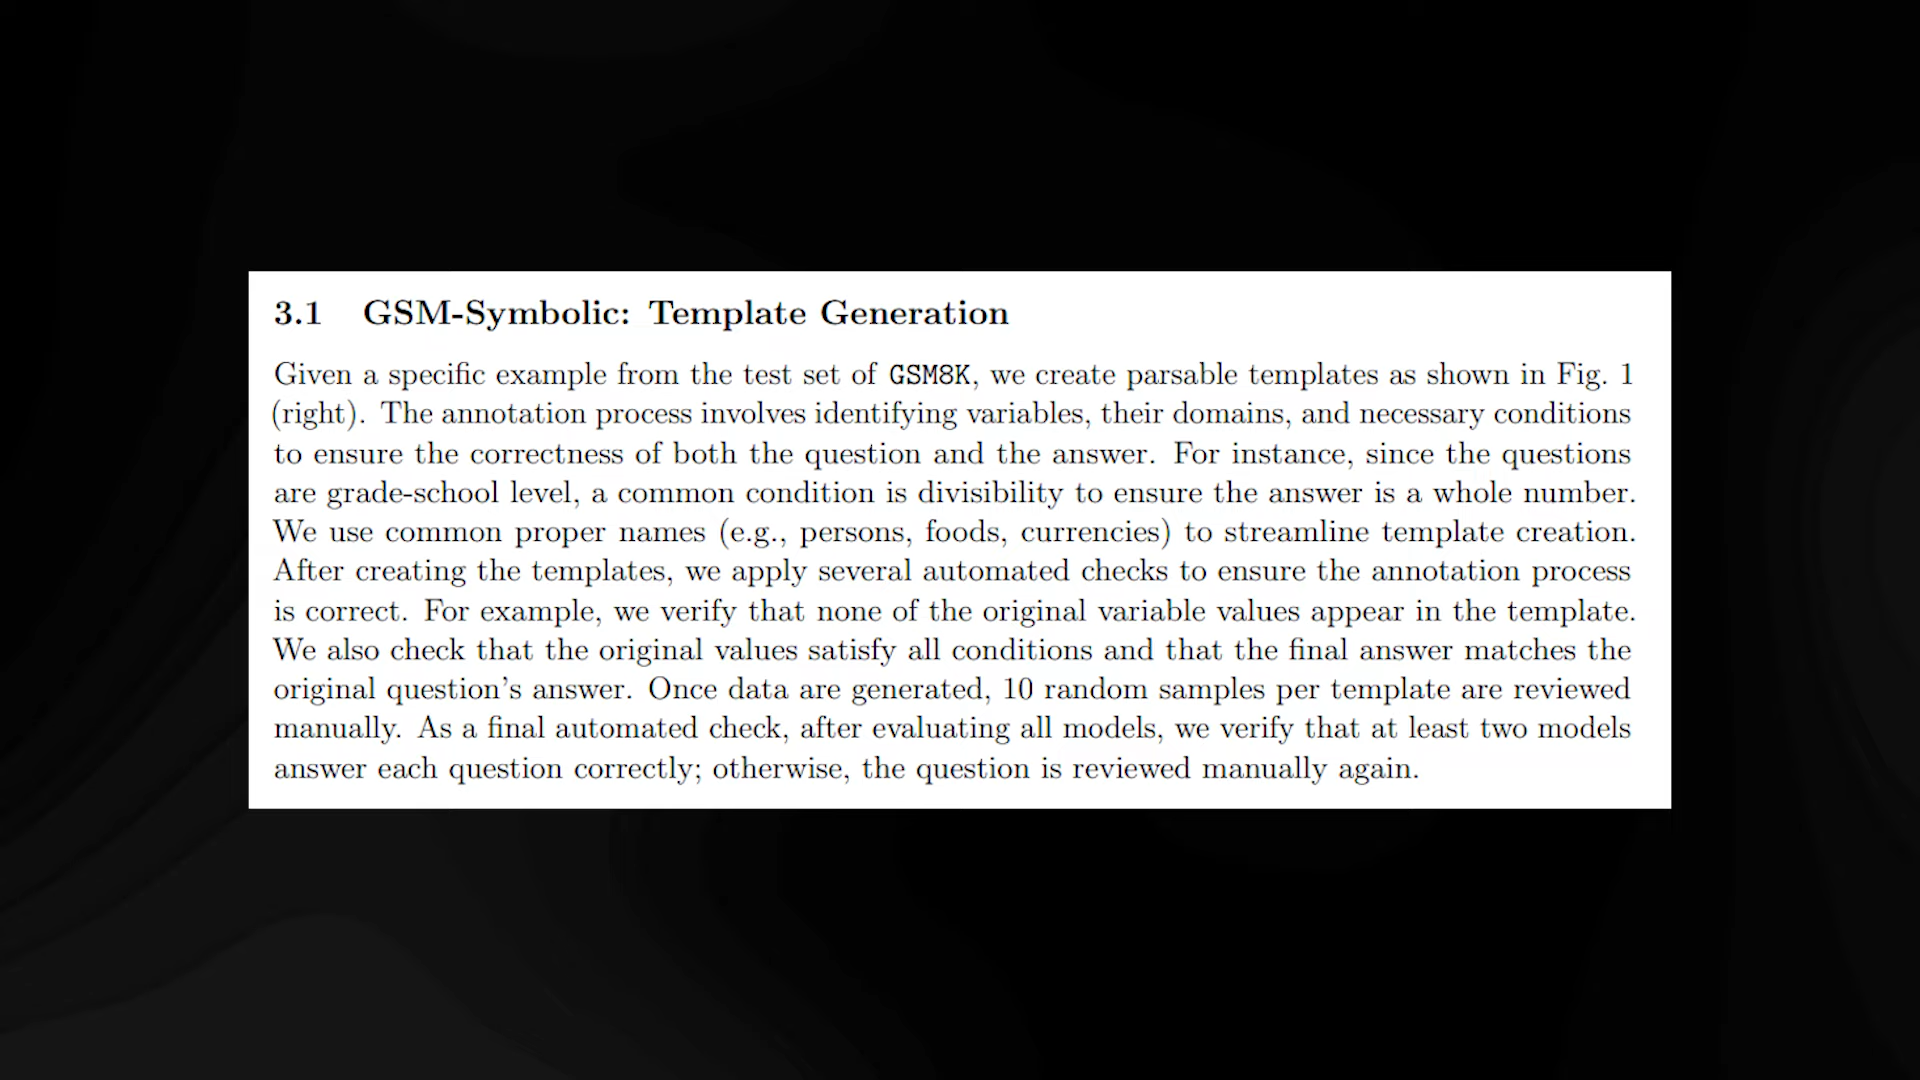 3.1 GSM-Symbolic: Template Generation
Given a specific example from the test set of GSM8K, we create parsable templates as shown in Fig. 1
(right). The annotation process involves identifying variables, their domains, and necessary conditions
to ensure the correctness of both the question and the answer. For instance, since the questions
are grade-school level, a common condition is divisibility to ensure the answer is a whole number.
We use common proper names (e.g., persons, foods, currencies) to streamline template creation.
After creating the templates, we apply several automated checks to ensure the annotation process
is correct. For example, we verify that none of the original variable values appear in the template.
We also check that the original values satisfy all conditions and that the final answer matches the
original question's answer. Once data are generated, 10 random samples per template are reviewed
manually. As a final automated check, after evaluating all models, we verify that at least two models
answer each question correctly; otherwise, the question is reviewed manually again.